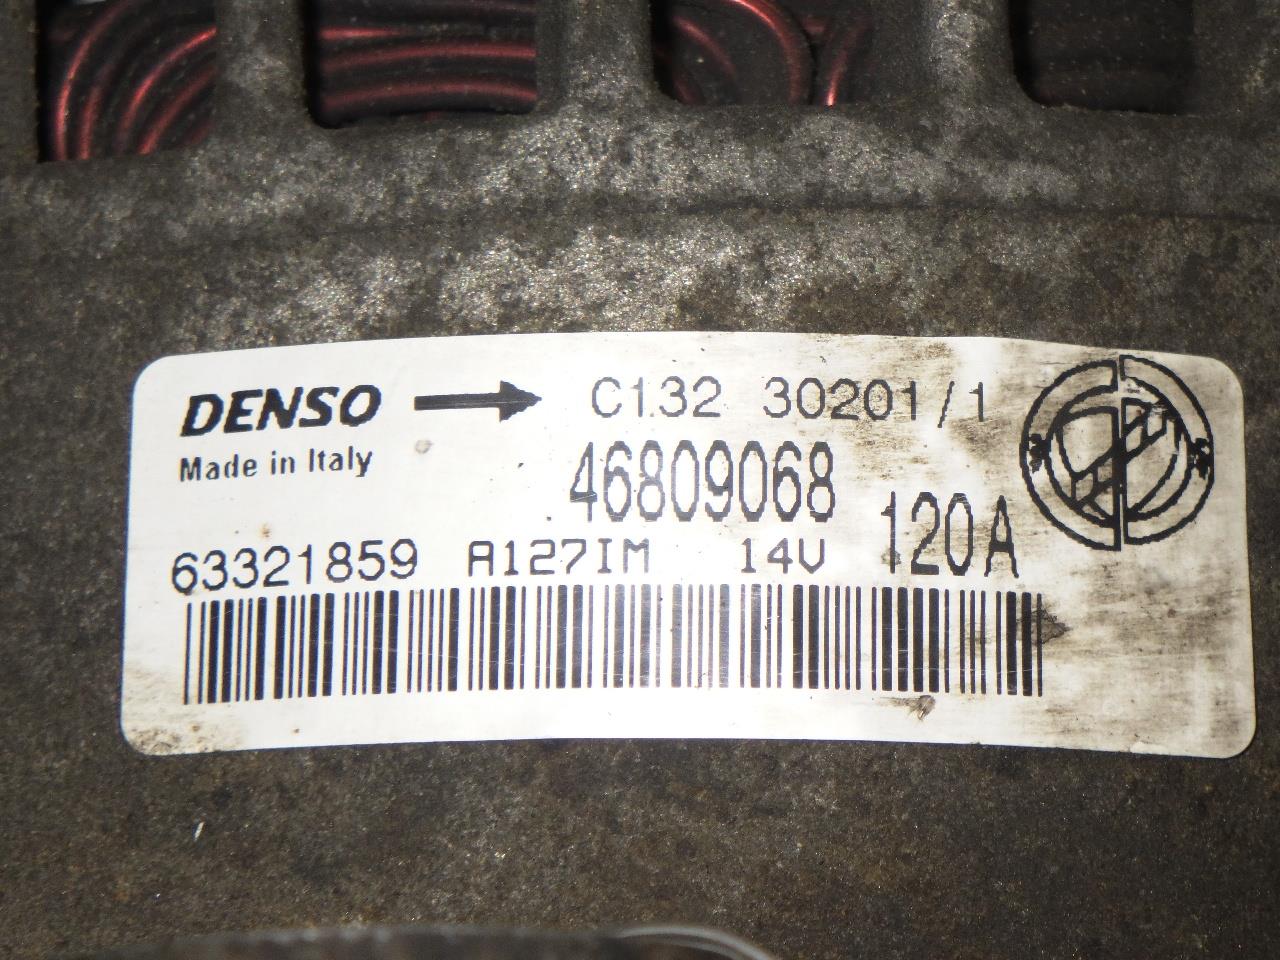 DENSO C132 30201/1
Made in Italy 46809068
63321859 A127IM 14V 120A